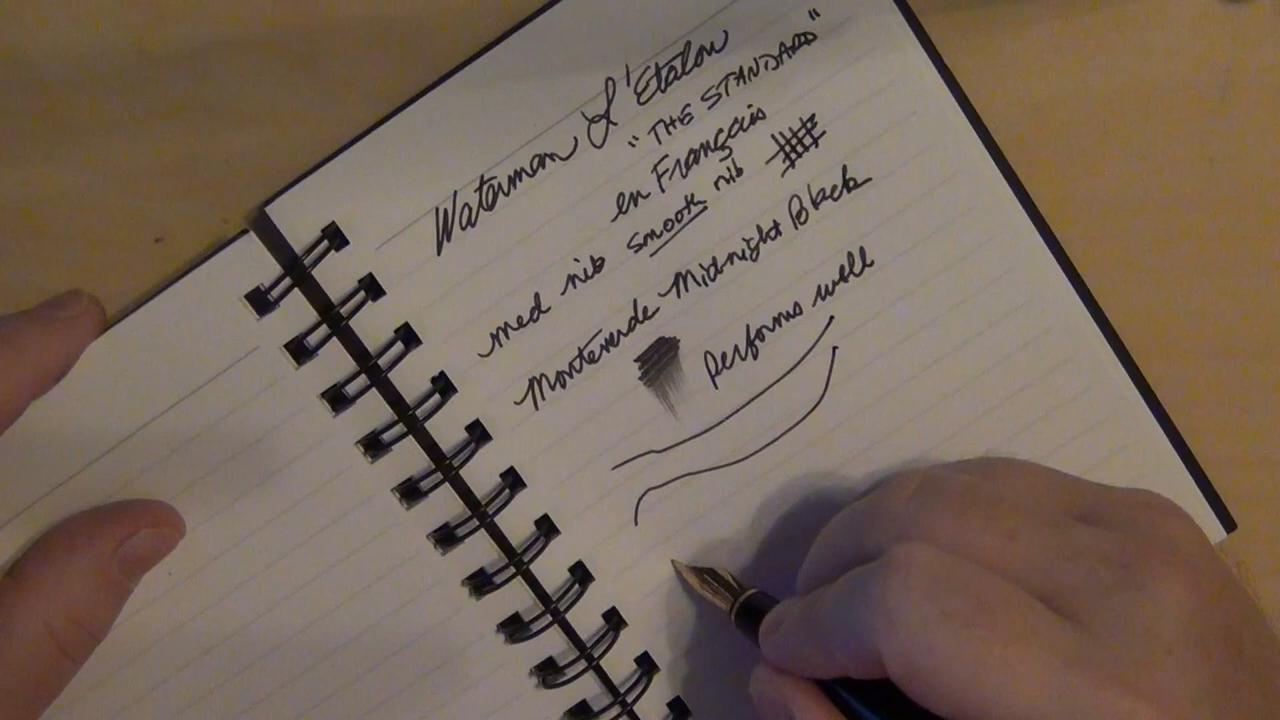 Waterman L'Etalon
"THE STANDARD"
en Français
med nib smooth nib
Monteverde Midnight Black
Performs well